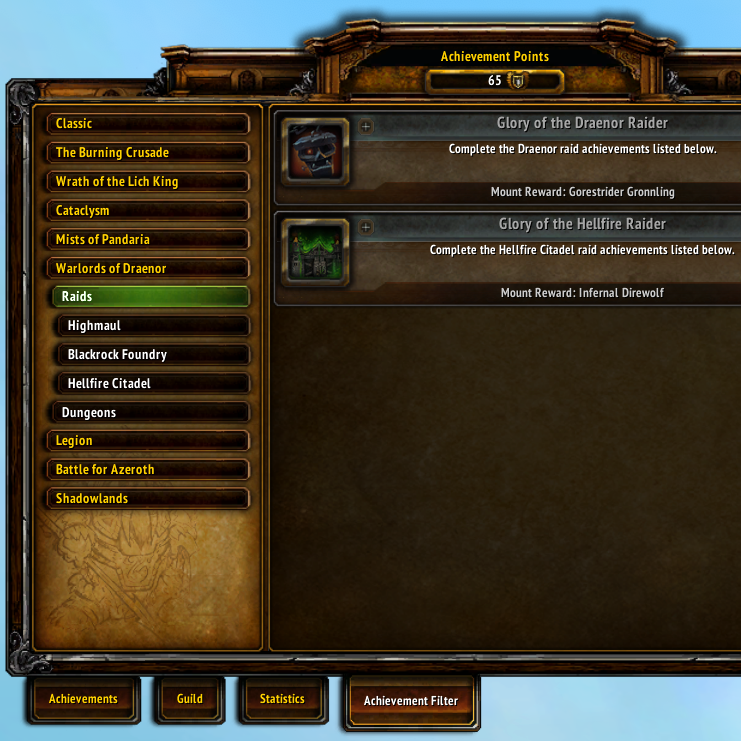 Achievement Points
65
Classic
The Burning Crusade
Wrath of the Lich King
Cataclysm
Mists of Pandaria
Warlords of Draenor
Raids
Highmaul
Blackrock Foundry
Hellfire Citadel
Dungeons
Legion
Battle for Azeroth
Shadowlands
Glory of the Draenor Raider
Complete the Draenor raid achievements listed below.
Mount Reward: Gorestrider Gronnling
Glory of the Hellfire Raider
Complete the Hellfire Citadel raid achievements listed below.
Mount Reward: Infernal Direwolf
Achievements
Guild
Statistics
Achievement Filter